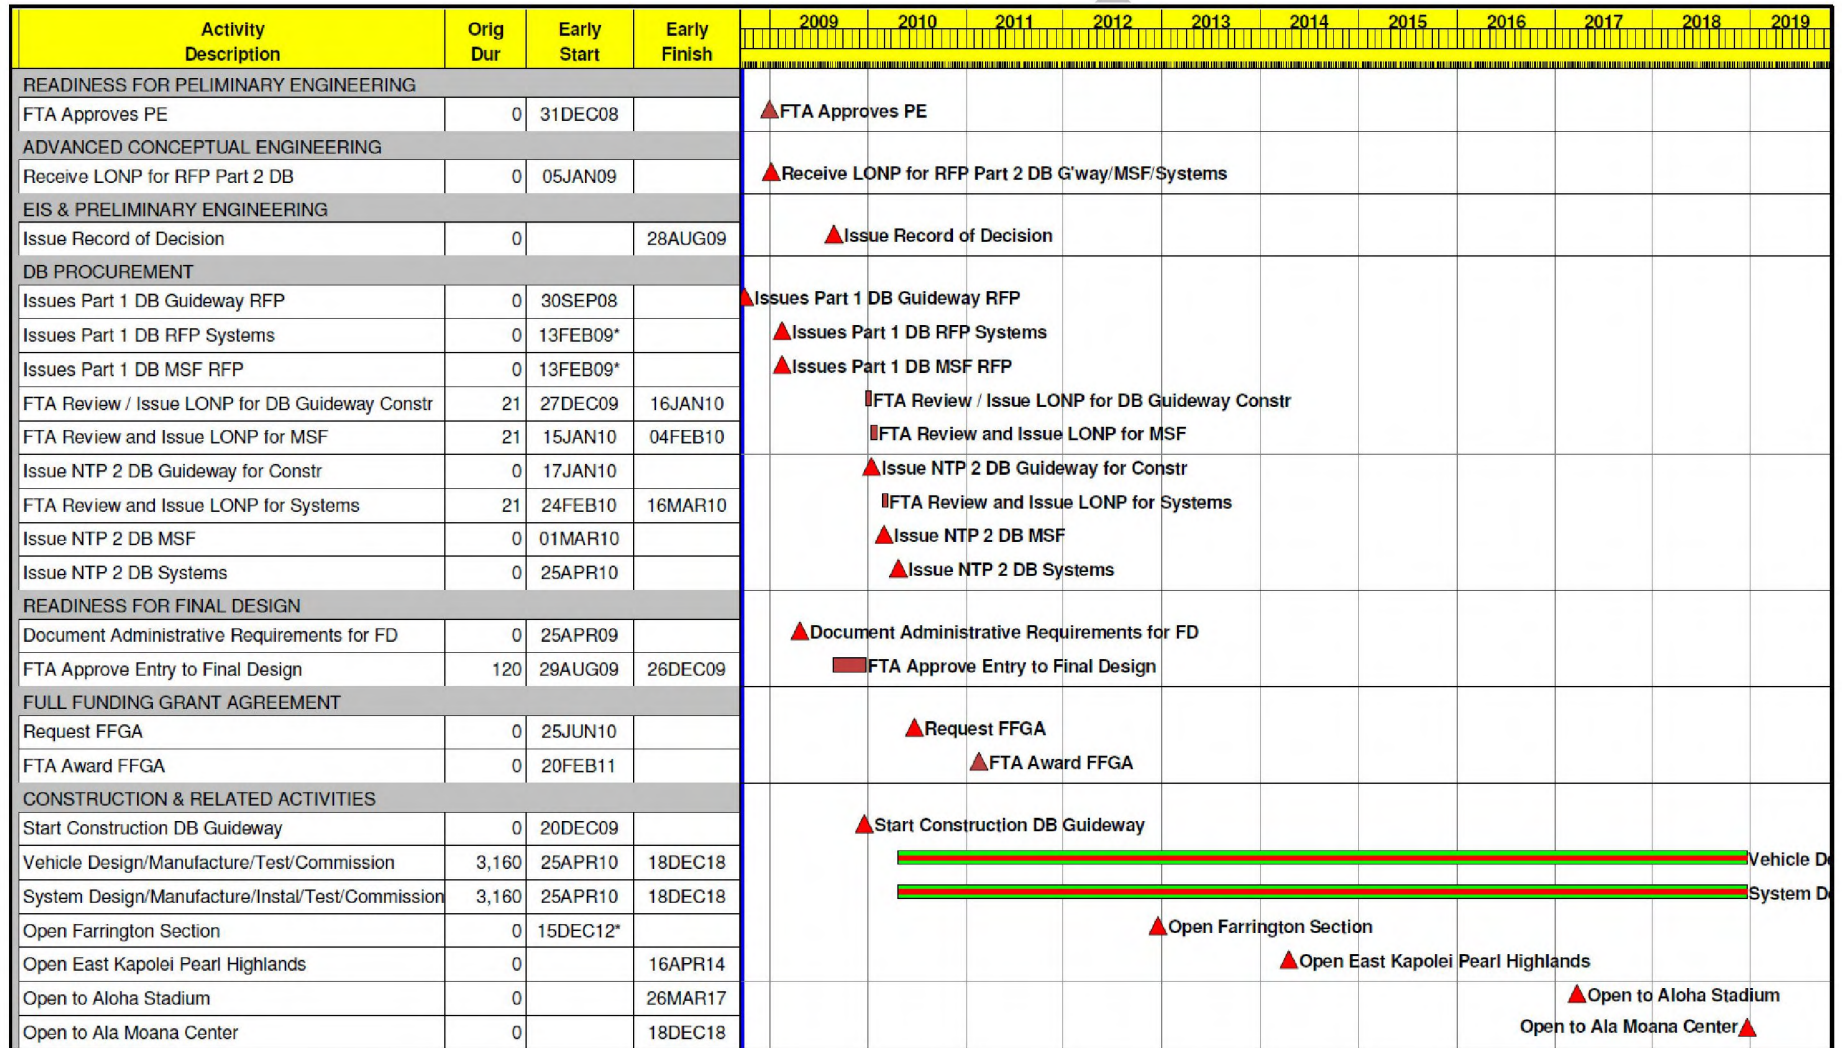 Activity Description Orig Dur Early Start Early Finish 2009 2010 2011 2012 2013 2014 2015 2016 2017 2018 2019
READINESS FOR PELIMINARY ENGINEERING
FTA Approves PE 0 31DEC08 FTA Approves PE
ADVANCED CONCEPTUAL ENGINEERING
Receive LONP for RFP Part 2 DB 0 05JAN09 Receive LONP for RFP Part 2 DB G'way/MSF/Systems
EIS & PRELIMINARY ENGINEERING
Issue Record of Decision 0 28AUG09 Issue Record of Decision
DB PROCUREMENT
Issues Part 1 DB Guideway RFP 0 30SEP08 Issues Part 1 DB Guideway RFP
Issues Part 1 DB RFP Systems 0 13FEB09* Issues Part 1 DB RFP Systems
Issues Part 1 DB MSF RFP 0 13FEB09* Issues Part 1 DB MSF RFP
FTA Review / Issue LONP for DB Guideway Constr 21 27DEC09 16JAN10 FTA Review / Issue LONP for DB Guideway Constr
FTA Review and Issue LONP for MSF 21 15JAN10 04FEB10 FTA Review and Issue LONP for MSF
Issue NTP 2 DB Guideway for Constr 0 17JAN10 Issue NTP 2 DB Guideway for Constr
FTA Review and Issue LONP for Systems 21 24FEB10 16MAR10 FTA Review and Issue LONP for Systems
Issue NTP 2 DB MSF 0 01MAR10 Issue NTP 2 DB MSF
Issue NTP 2 DB Systems 0 25APR10 Issue NTP 2 DB Systems
READINESS FOR FINAL DESIGN
Document Administrative Requirements for FD 0 25APR09 Document Administrative Requirements for FD
FTA Approve Entry to Final Design 120 29AUG09 26DEC09 FTA Approve Entry to Final Design
FULL FUNDING GRANT AGREEMENT
Request FFGA 0 25JUN10 Request FFGA
FTA Award FFGA 0 20FEB11 FTA Award FFGA
CONSTRUCTION & RELATED ACTIVITIES
Start Construction DB Guideway 0 20DEC09 Start Construction DB Guideway
Vehicle Design/Manufacture/Test/Commission 3,160 25APR10 18DEC18 Vehicle De
System Design/Manufacture/Instal/Test/Commission 3,160 25APR10 18DEC18 System De
Open Farrington Section 0 15DEC12* Open Farrington Section
Open East Kapolei Pearl Highlands 0 16APR14 Open East Kapolei Pearl Highlands
Open to Aloha Stadium 0 26MAR17 Open to Aloha Stadium
Open to Ala Moana Center 0 18DEC18 Open to Ala Moana Center